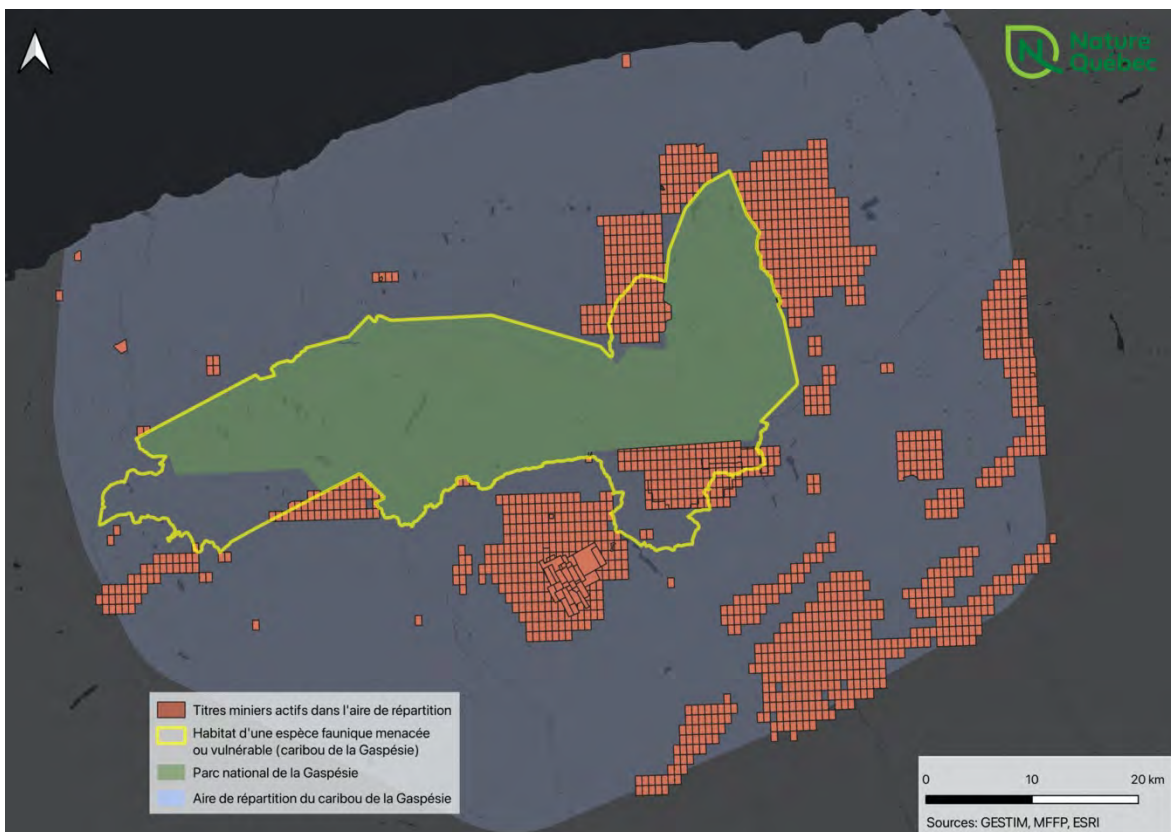 N
Nature
Québec
Titres miniers actifs dans l'aire de répartition
Habitat d'une espèce faunique menacée
ou vulnérable (caribou de la Gaspésie)
Parc national de la Gaspésie
Aire de répartition du caribou de la Gaspésie
0 10 20 km
Sources: GESTIM, MFFP, ESRI